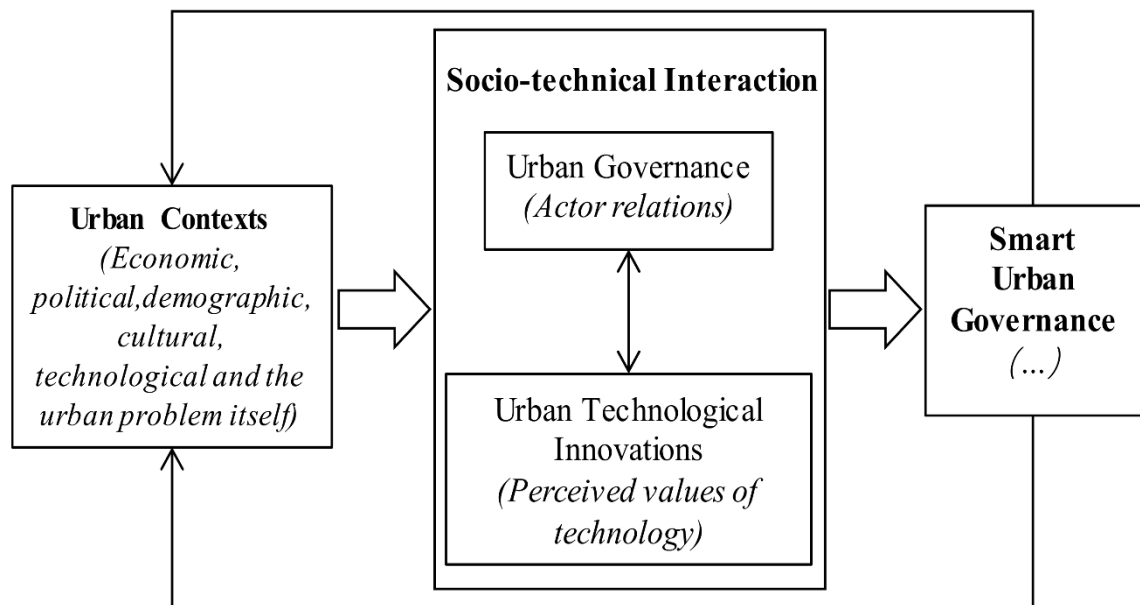 Urban Contexts
(Economic,
political,demographic,
cultural,
technological and the
urban problem itself)
Socio-technical Interaction
Urban Governance
(Actor relations)
Urban Technological
Innovations
(Perceived values of
technology)
Smart
Urban
Governance
(...)